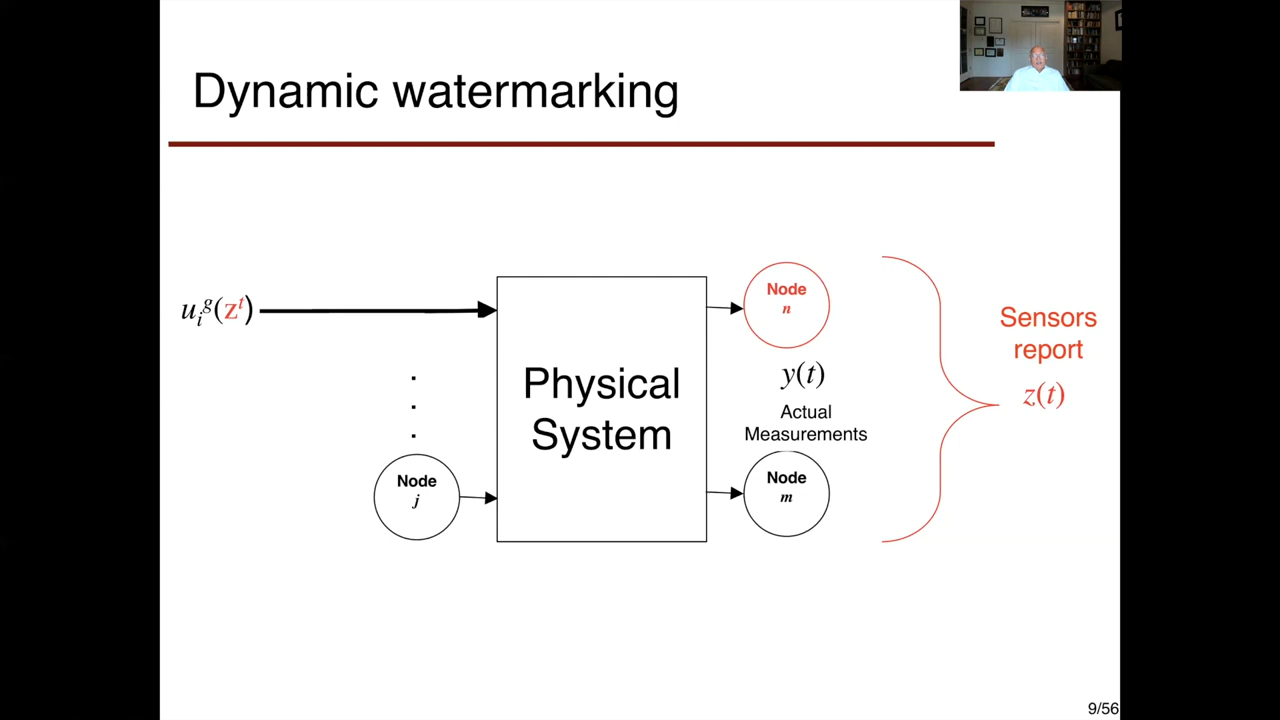 Dynamic watermarking
u_i^g(z^t)
Node
n
Sensors
report
z(t)
y(t)
Physical
System
Actual
Measurements
.
.
.
Node
j
Node
m
9/56